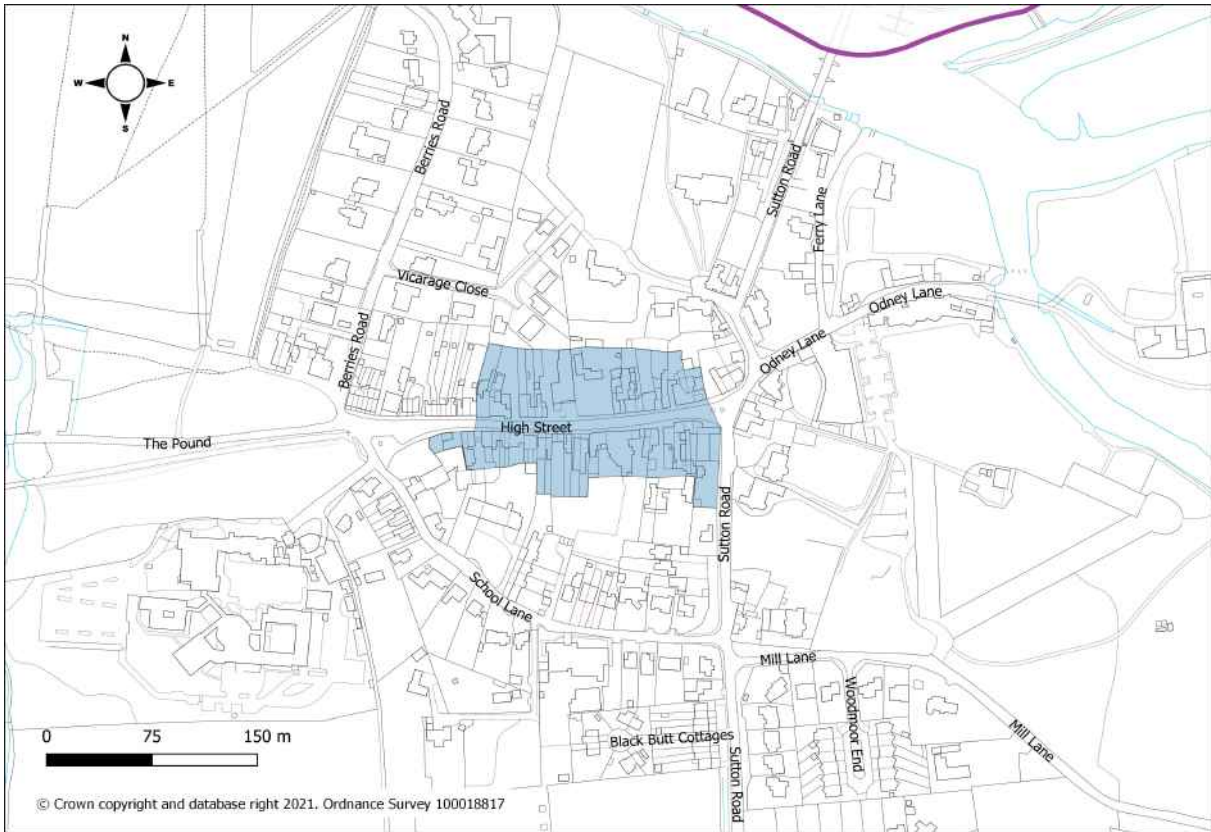 N
W E
S
Berries Road
Sutton Road
Ferry Lane
Vicarage Close
Odney Lane
Berries Road
Odney Lane
High Street
The Pound
Sutton Road
School Lane
Mill Lane
Woodmoor End
Mill Lane
Black Butt Cottages
Sutton Road
0 75 150 m
© Crown copyright and database right 2021. Ordnance Survey 100018817